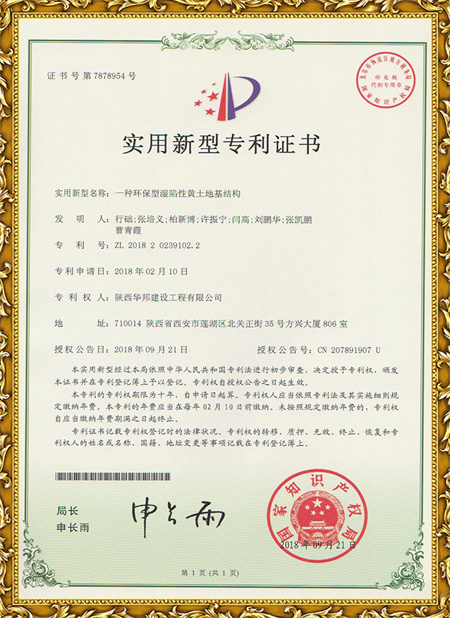 证书号第7878954号
印花税
代扣专用章
实用新型专利证书
实用新型名称：一种环保型湿陷性黄土地基结构
发明人：行础;张培义;柏新博;许振宁;闫高;刘鹏华;张凯鹏
曹青霞
专利号：ZL 2018 2 0239102.2
专利申请日：2018年02月10日
专利权人：陕西华邦建设工程有限公司
地址：710014 陕西省西安市莲湖区北关正街35号方兴大厦806室
授权公告日：2018年09月21日 授权公告号：CN 207891907 U
本实用新型经过本局依照中华人民共和国专利法进行初步审查，决定授予专利权，颁发
本证书并在专利登记簿上予以登记。专利权自授权公告之日起生效。
本专利的专利权期限为十年，自申请日起算。专利权人应当依照专利法及其实施细则规
定缴纳年费。本专利的年费应当在每年02月10日前缴纳。未按照规定缴纳年费的，专利权
自应当缴纳年费期满之日起终止。
专利证书记载专利权登记时的法律状况。专利权的转移、质押、无效、终止、恢复和专
利权人的姓名或名称、国籍、地址变更等事项记载在专利登记簿上。
局长
申长雨
申长雨
国家知识产权局
2018年09月21日
第1页（共1页）